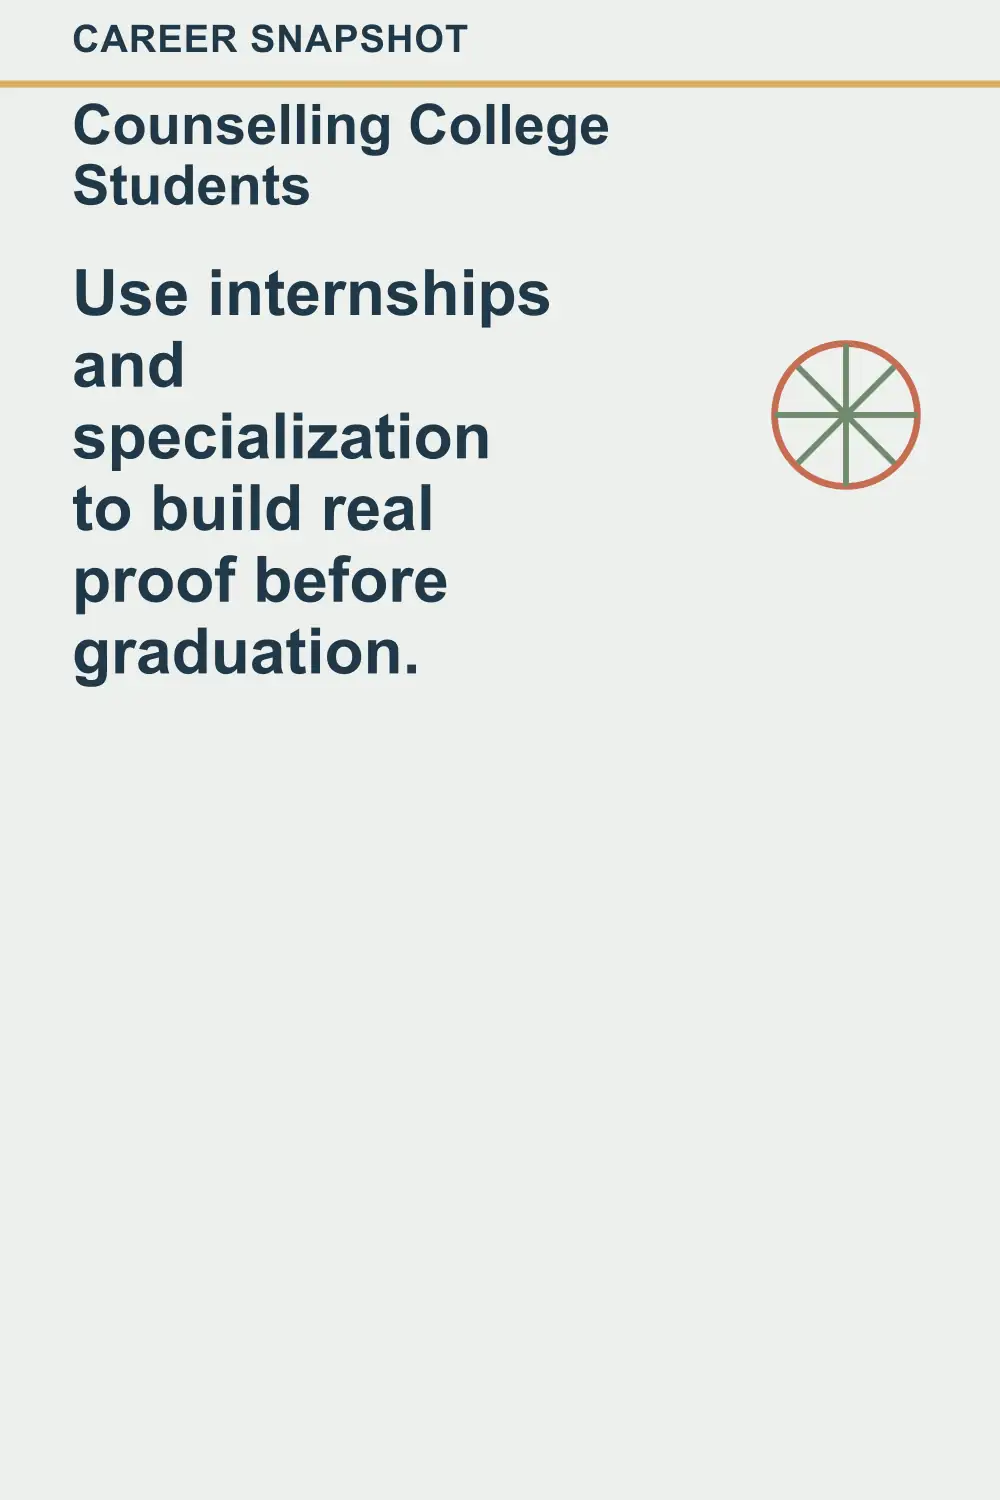 CAREER SNAPSHOT
Counselling College
Students
Use internships
and
specialization
to build real
proof before
graduation.